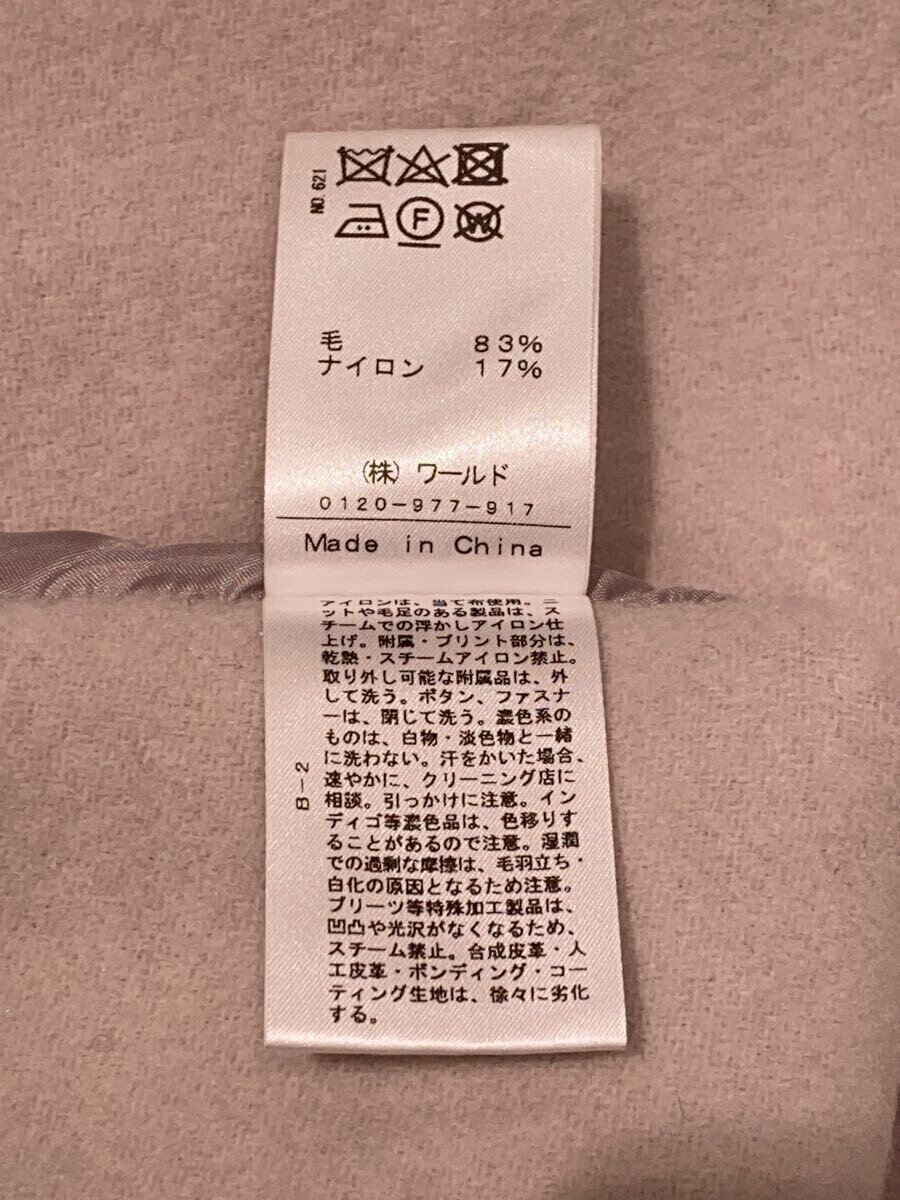 NO.621
F
W
毛 83%
ナイロン 17%
(株) ワールド
0120-977-917
Made in China
アイロンは、当て布使用。ニ
ットや毛足のある製品は、ス
チームでの浮かしアイロン仕
上げ。附属・プリント部分は、
乾熱・スチームアイロン禁止。
取り外し可能な附属品は、外
して洗う。ボタン、ファスナ
ーは、閉じて洗う。濃色系の
ものは、白物・淡色物と一緒
に洗わない。汗をかいた場合、
速やかに、クリーニング店に
相談。引っかけに注意。イン
ディゴ等濃色品は、色移りす
ることがあるので注意。湿潤
での過剰な摩擦は、毛羽立ち・
白化の原因となるため注意。
プリーツ等特殊加工製品は、
凹凸や光沢がなくなるため、
スチーム禁止。合成皮革・人
工皮革・ボンディング・コー
ティング生地は、徐々に劣化
する。
B-2